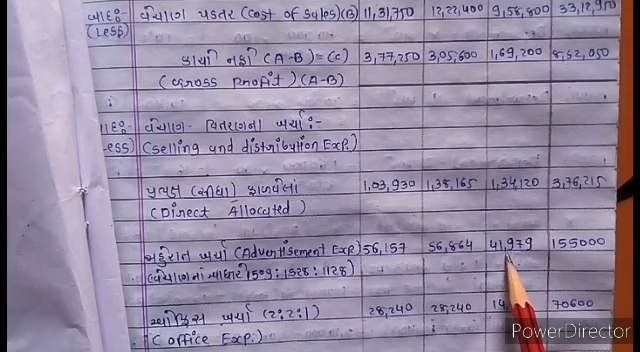 બાદઃ વેચાણ પડતર (Cost of Sales)(B) 11,31,750 12,22,400 9,58,800 33,12,950
(Less)
કાચો નફો (A-B) = (C) 3,77,250 3,05,600 1,69,200 8,52,050
(Gross Profit) (A-B)
બાદઃ વેચાણ - વિતરણના ખર્ચા :-
(Less) (Selling and distribution Exp.)
પ્રત્યક્ષ (સીધા) ફાળવેલાં 1,03,930 1,38,165 1,34,120 3,76,215
(Direct Allocated)
જાહેરાત ખર્ચા (Advertisement Exp) 56,157 56,864 41,979 155000
(વેચાણના આધારે 1509 : 1528 : 1128)
ઓફિસ ખર્ચા (2:2:1) 28,240 28,240 14, 70600
(Office Exp.)
PowerDirector